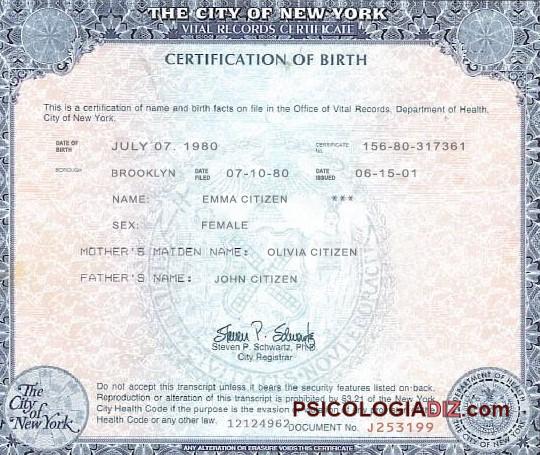 THE CITY OF NEW YORK
VITAL RECORDS CERTIFICATE
CERTIFICATION OF BIRTH
This is a certification of name and birth facts on file in the Office of Vital Records, Department of Health, City of New York.
DATE OF BIRTH JULY 07. 1980 CERTIFICATE No. 156-80-317361
BOROUGH BROOKLYN DATE FILED 07-10-80 DATE ISSUED 06-15-01
NAME: EMMA CITIZEN ***
SEX: FEMALE
MOTHER'S MAIDEN NAME: OLIVIA CITIZEN
FATHER'S NAME: JOHN CITIZEN
Steven P. Schwartz
Steven P. Schwartz, PH.D.
City Registrar
The City of New York
Do not accept this transcript unless it bears the security features listed on back.
Reproduction or alteration of this transcript is prohibited by §3.21 of the New York
City Health Code if the purpose is the evasion
Health Code or any other law. 12124962 DOCUMENT No. J253199
PSICOLOGIADIZ.com
DEPARTMENT OF HEALTH
ANY ALTERATION OR ERASURE VOIDS THIS CERTIFICATE